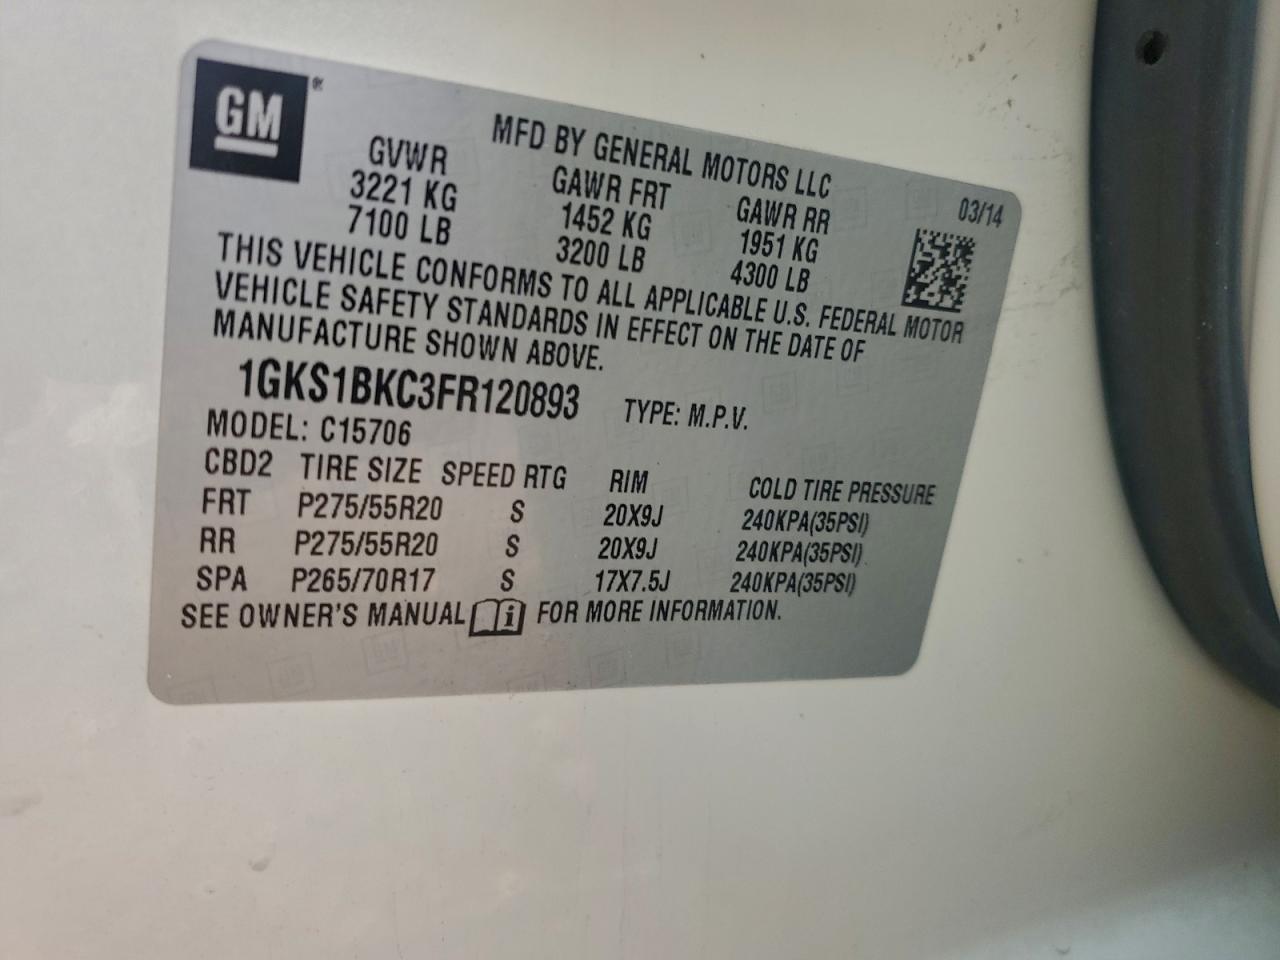 GM ®
MFD BY GENERAL MOTORS LLC
03/14
GVWR GAWR FRT GAWR RR
3221 KG 1452 KG 1951 KG
7100 LB 3200 LB 4300 LB
THIS VEHICLE CONFORMS TO ALL APPLICABLE U.S. FEDERAL MOTOR
VEHICLE SAFETY STANDARDS IN EFFECT ON THE DATE OF
MANUFACTURE SHOWN ABOVE.
1GKS1BKC3FR120893 TYPE: M.P.V.
MODEL: C15706
CBD2 TIRE SIZE SPEED RTG RIM COLD TIRE PRESSURE
FRT P275/55R20 S 20X9J 240KPA(35PSI)
RR P275/55R20 S 20X9J 240KPA(35PSI)
SPA P265/70R17 S 17X7.5J 240KPA(35PSI)
SEE OWNER'S MANUAL i FOR MORE INFORMATION.